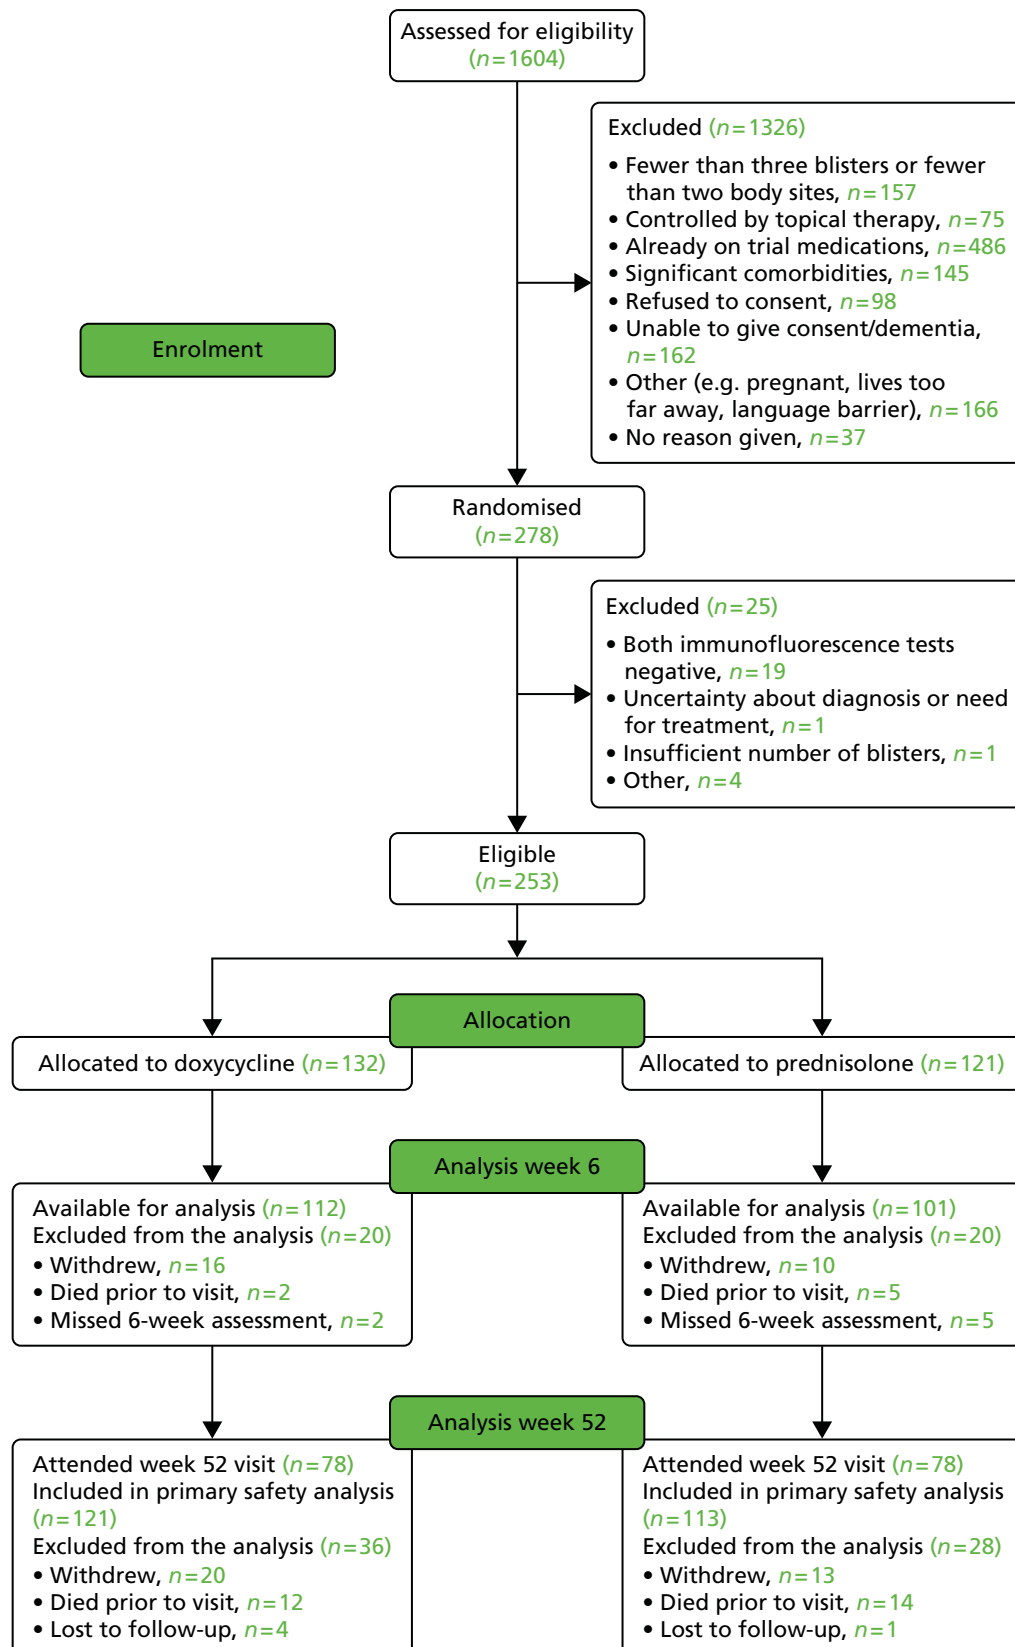 Assessed for eligibility
(n=1604)
Excluded (n=1326)
• Fewer than three blisters or fewer
than two body sites, n=157
• Controlled by topical therapy, n=75
• Already on trial medications, n=486
• Significant comorbidities, n=145
• Refused to consent, n=98
• Unable to give consent/dementia,
n=162
• Other (e.g. pregnant, lives too
far away, language barrier), n=166
• No reason given, n=37
Enrolment
Randomised
(n=278)
Excluded (n=25)
• Both immunofluorescence tests
negative, n=19
• Uncertainty about diagnosis or need
for treatment, n=1
• Insufficient number of blisters, n=1
• Other, n=4
Eligible
(n=253)
Allocation
Allocated to doxycycline (n=132)
Allocated to prednisolone (n=121)
Analysis week 6
Available for analysis (n=112)
Excluded from the analysis (n=20)
• Withdrew, n=16
• Died prior to visit, n=2
• Missed 6-week assessment, n=2
Available for analysis (n=101)
Excluded from the analysis (n=20)
• Withdrew, n=10
• Died prior to visit, n=5
• Missed 6-week assessment, n=5
Analysis week 52
Attended week 52 visit (n=78)
Included in primary safety analysis
(n=121)
Excluded from the analysis (n=36)
• Withdrew, n=20
• Died prior to visit, n=12
• Lost to follow-up, n=4
Attended week 52 visit (n=78)
Included in primary safety analysis
(n=113)
Excluded from the analysis (n=28)
• Withdrew, n=13
• Died prior to visit, n=14
• Lost to follow-up, n=1